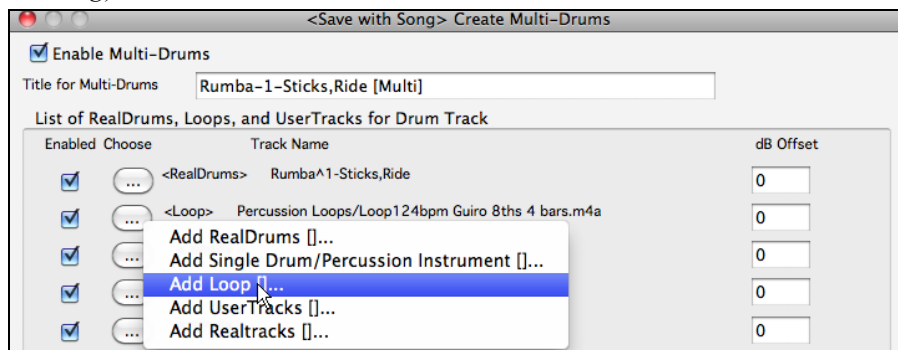 <Save with Song> Create Multi-Drums
Enable Multi-Drums
Title for Multi-Drums Rumba-1-Sticks,Ride [Multi]
List of RealDrums, Loops, and UserTracks for Drum Track
Enabled Choose Track Name dB Offset
... <RealDrums> Rumba^1-Sticks,Ride 0
... <Loop> Percussion Loops/Loop124bpm Guiro 8ths 4 bars.m4a 0
Add RealDrums []...
... 0
Add Single Drum/Percussion Instrument []...
Add Loop []...
... 0
Add UserTracks []...
Add Realtracks []...
... 0